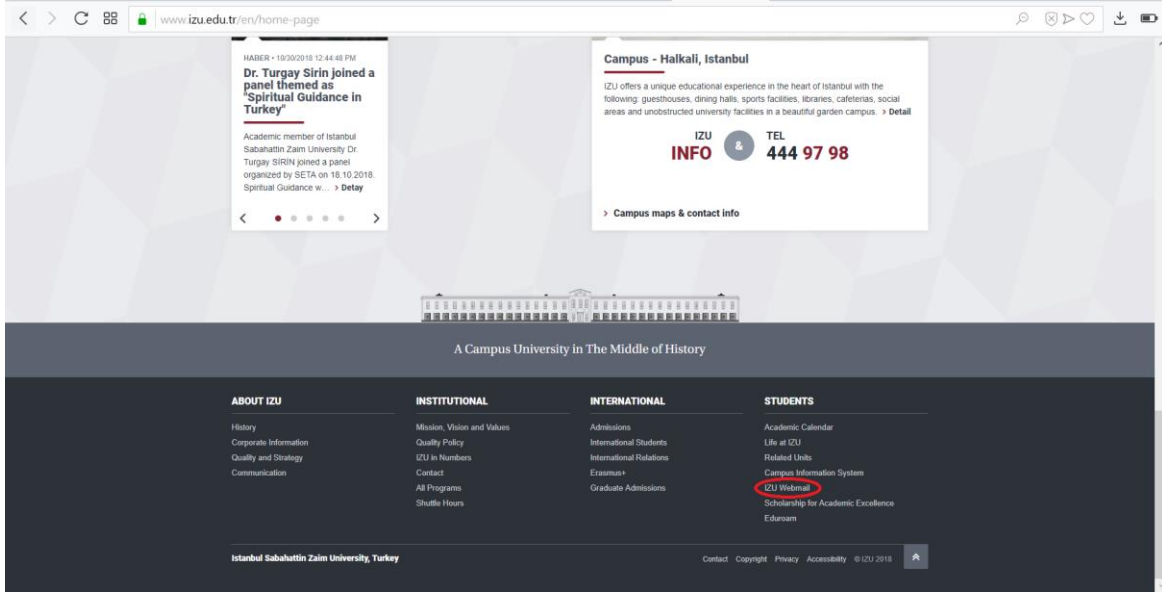 www.izu.edu.tr/en/home-page
HABER • 10/30/2018 12:44:48 PM
Dr. Turgay Sirin joined a
panel themed as
"Spiritual Guidance in
Turkey"
Academic member of Istanbul
Sabahattin Zaim University Dr.
Turgay SIRIN joined a panel
organized by SETA on 18.10.2018.
Spiritual Guidance w... > Detay
Campus - Halkali, Istanbul
IZU offers a unique educational experience in the heart of Istanbul with the
following: guesthouses, dining halls, sports facilities, libraries, cafeterias, social
areas and unobstructed university facilities in a beautiful garden campus. > Detail
IZU
INFO
&
TEL
444 97 98
> Campus maps & contact info
A Campus University in The Middle of History
ABOUT IZU
History
Corporate Information
Quality and Strategy
Communication
INSTITUTIONAL
Mission, Vision and Values
Quality Policy
IZU in Numbers
Contact
All Programs
Shuttle Hours
INTERNATIONAL
Admissions
International Students
International Relations
Erasmus+
Graduate Admissions
STUDENTS
Academic Calendar
Life at IZU
Related Units
Campus Information System
IZU Webmail
Scholarship for Academic Excellence
Eduroam
Istanbul Sabahattin Zaim University, Turkey
Contact Copyright Privacy Accessibility © IZU 2018